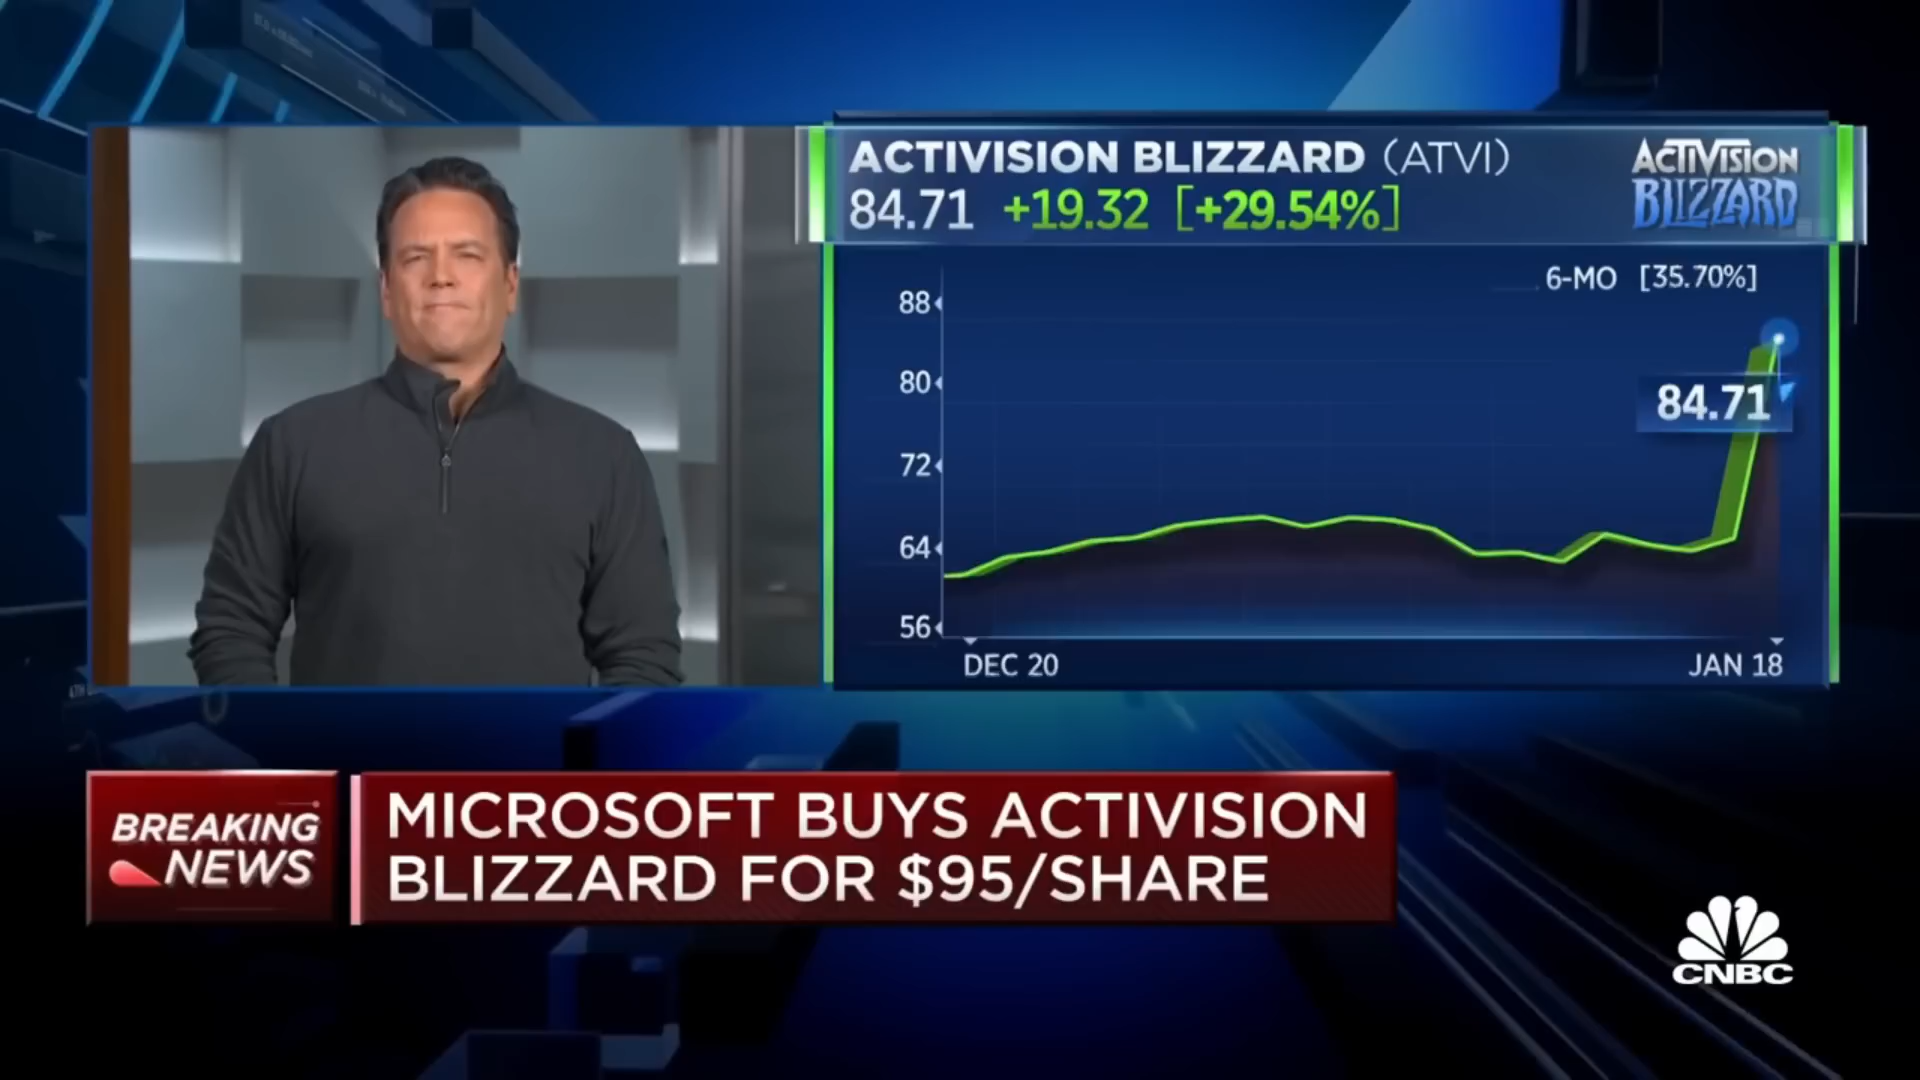 ACTIVISION BLIZZARD (ATVI)
84.71 +19.32 [+29.54%]
ACTIVISION
BLIZZARD
6-MO [35.70%]
88
80
84.71
72
64
56
DEC 20 JAN 18
BREAKING
NEWS
MICROSOFT BUYS ACTIVISION
BLIZZARD FOR $95/SHARE
CNBC